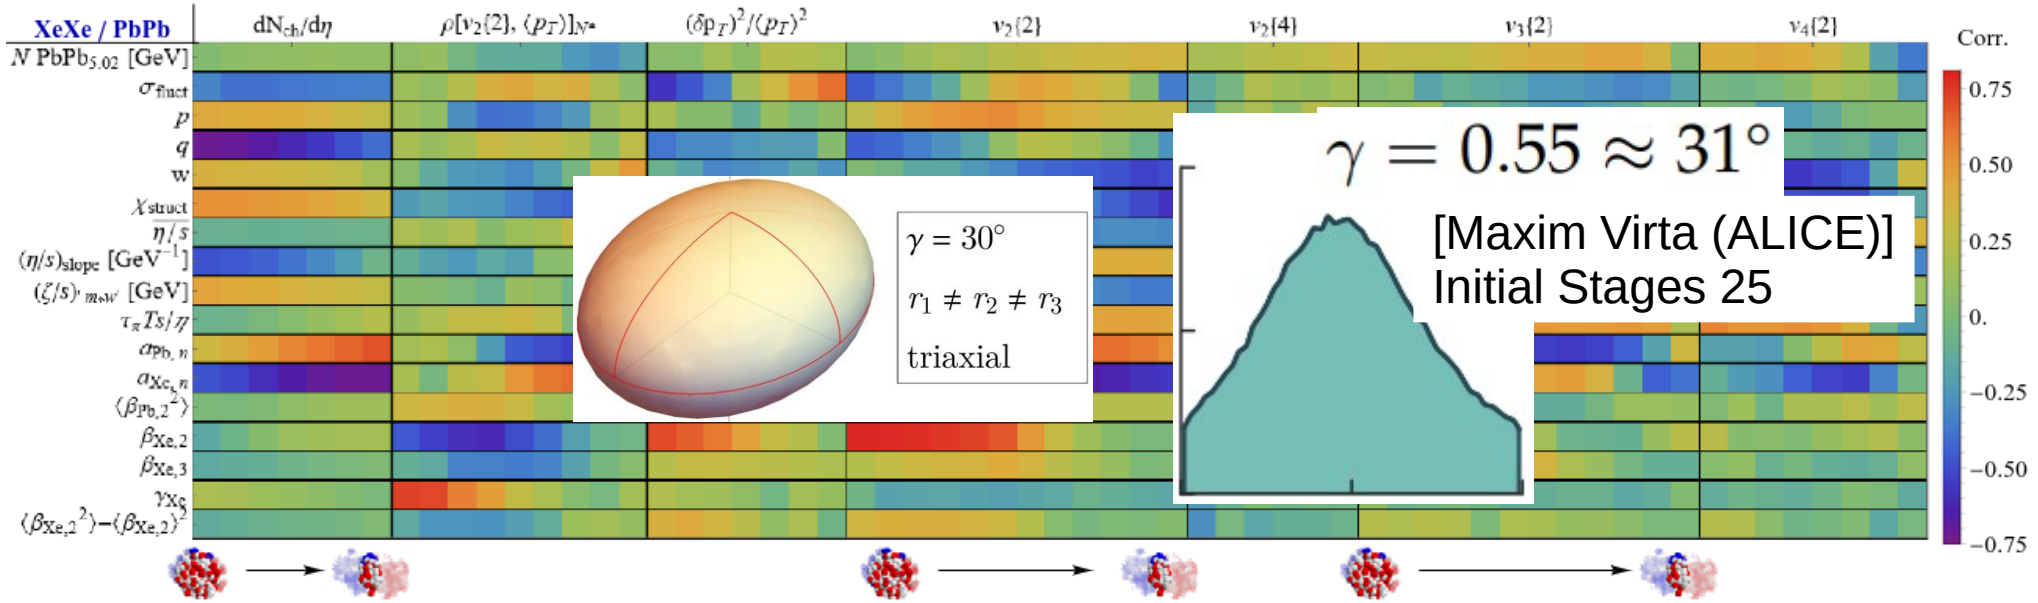 XeXe / PbPb
dN_ch/dη
ρ[v₂{2}, ⟨p_T⟩]
(δp_T)²/⟨p_T⟩²
v₂{2}
v₂{4}
v₃{2}
v₄{2}
Corr.
N PbPb₅.₀₂ [GeV]
σ_fluct
p
q
w
χ_struct
η/s
(η/s)_slope [GeV⁻¹]
(ζ/s) [GeV]
τ_π Ts/η
a_Pb,n
a_Xe,n
⟨β_Pb,2²⟩
β_Xe,2
β_Xe,3
γ_Xe
⟨β_Xe,2²⟩−⟨β_Xe,2⟩²
γ = 30°
r₁ ≠ r₂ ≠ r₃
triaxial
γ = 0.55 ≈ 31°
[Maxim Virta (ALICE)]
Initial Stages 25
0.75
0.50
0.25
0.
−0.25
−0.50
−0.75